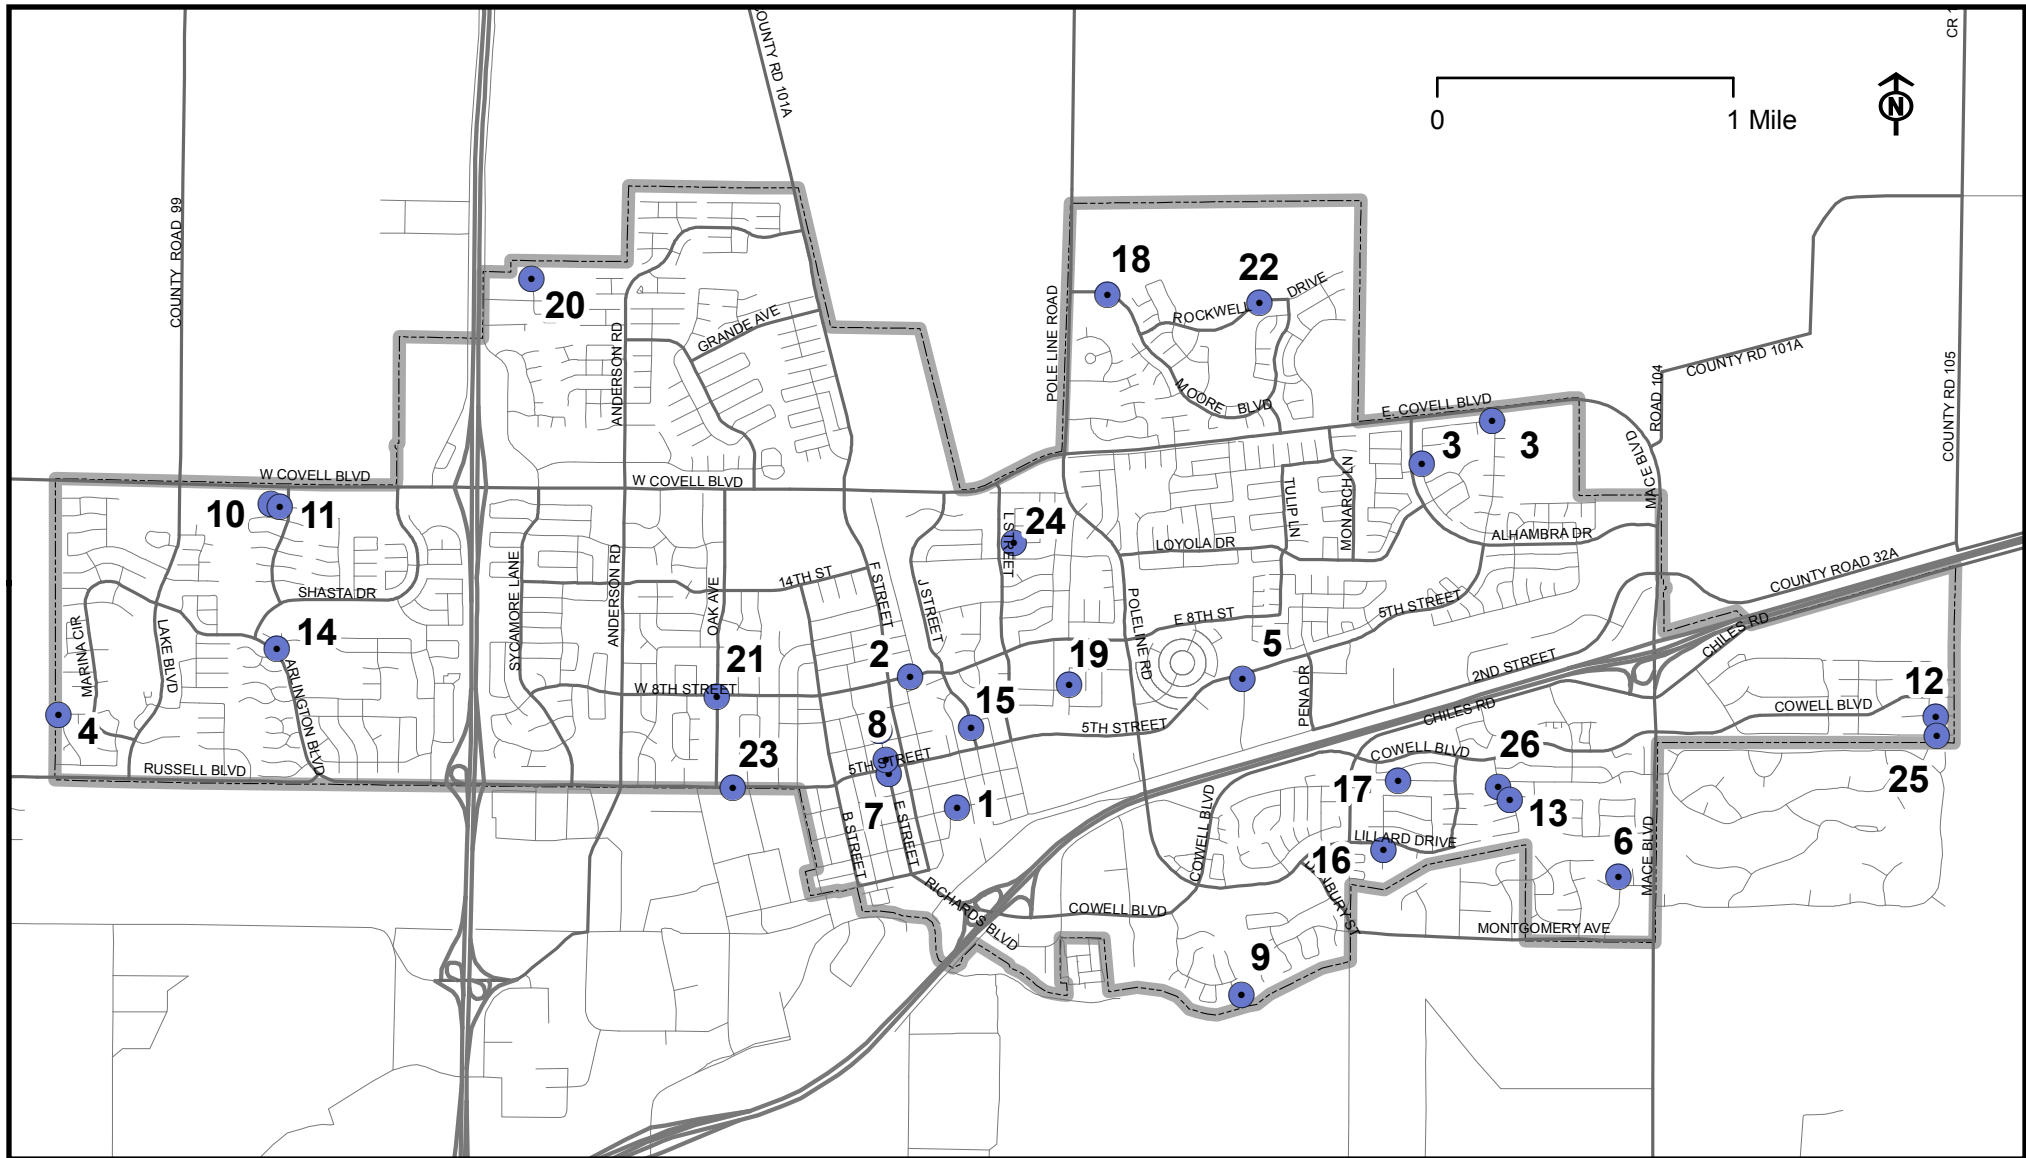 COUNTY RD 101A
CR 1
0
1 Mile
N
COUNTY ROAD 99
18
22
20
POLE LINE ROAD
ROCKWELL
DRIVE
GRANDE AVE
ANDERSON RD
MOORE BLVD
E. COVELL BLVD
ROAD 104
COUNTY RD 101A
COUNTY RD 105
3
3
MACE BLVD
W COVELL BLVD
W COVELL BLVD
10
11
24
L STREET
TULIP LN
MONARCH LN
ALHAMBRA DR
LOYOLA DR
SYCAMORE LANE
ANDERSON RD
OAK AVE
14TH ST
F STREET
J STREET
COUNTY ROAD 32A
SHASTA DR
POLELINE RD
E 8TH ST
5TH STREET
CHILES RD
MARINA CIR
LAKE BLVD
14
ARLINGTON BLVD
21
2
19
5
PENA DR
2ND STREET
12
W 8TH STREET
15
CHILES RD
COWELL BLVD
4
8
5TH STREET
26
COWELL BLVD
RUSSELL BLVD
23
5TH STREET
25
7
1
17
13
B STREET
E STREET
COWELL BLVD
LILLARD DRIVE
16
6
MACE BLVD
RICHARDS BLVD
COWELL BLVD
MONTGOMERY AVE
9